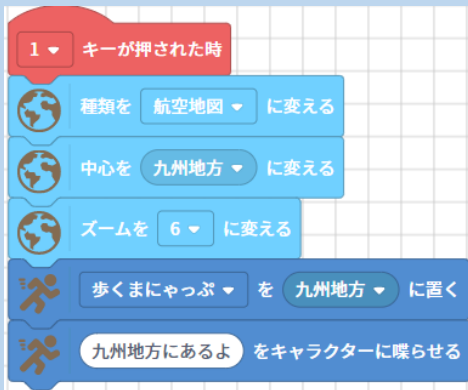 1 キーが押された時
種類を 航空地図 に変える
中心を 九州地方 に変える
ズームを 6 に変える
歩くまにゃっぷ を 九州地方 に置く
九州地方にあるよ をキャラクターに喋らせる